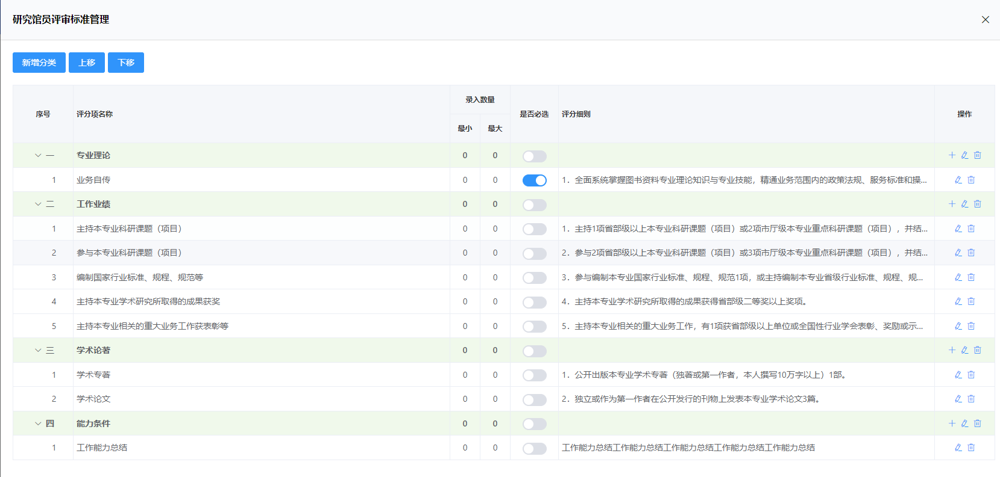 研究馆员评审标准管理
新增分类 上移 下移
序号 评分项名称 录入数量 最小 最大 是否必选 评分细则 操作
一 专业理论 0 0
1 业务自传 0 0 1. 全面系统掌握图书资料专业理论知识与专业技能，精通业务范围内的政策法规、服务标准和操...
二 工作业绩 0 0
1 主持本专业科研课题（项目） 0 0 1. 主持1项省部级以上本专业科研课题（项目）或2项市厅级本专业重点科研课题（项目），并结...
2 参与本专业科研课题（项目） 0 0 2. 参与2项省部级以上本专业科研课题（项目）或3项市厅级本专业重点科研课题（项目），并结...
3 编制国家行业标准、规程、规范等 0 0 3. 参与编制本专业国家行业标准、规程、规范1项，或主持编制本专业省级行业标准、规程、规...
4 主持本专业学术研究所取得的成果获奖 0 0 4. 主持本专业学术研究所取得的成果获得省部级二等奖以上奖项。
5 主持本专业相关的重大业务工作获表彰等 0 0 5. 主持本专业相关的重大业务工作，有1项获省部级以上单位或全国性行业学会表彰、奖励或示...
三 学术论著 0 0
1 学术专著 0 0 1. 公开出版本专业学术专著（独著或第一作者，本人撰写10万字以上）1部。
2 学术论文 0 0 2. 独立或作为第一作者在公开发行的刊物上发表本专业学术论文3篇。
四 能力条件 0 0
1 工作能力总结 0 0 工作能力总结工作能力总结工作能力总结工作能力总结工作能力总结